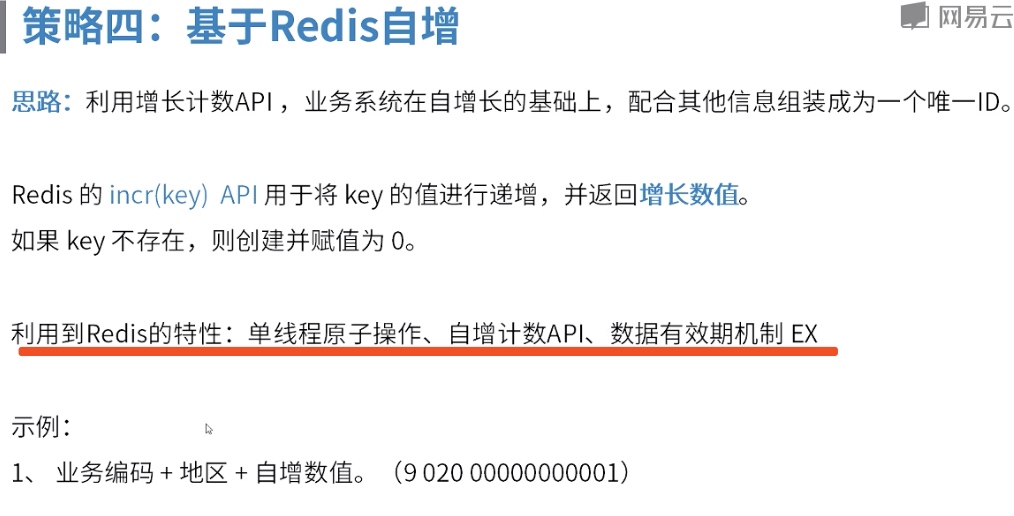 策略四：基于Redis自增
网易云
思路：利用增长计数API ，业务系统在自增长的基础上，配合其他信息组装成为一个唯一ID。
Redis 的 incr(key) API 用于将 key 的值进行递增，并返回增长数值。
如果 key 不存在，则创建并赋值为 0。
利用到Redis的特性：单线程原子操作、自增计数API、数据有效期机制 EX
示例：
1、 业务编码 + 地区 + 自增数值。（9 020 00000000001）